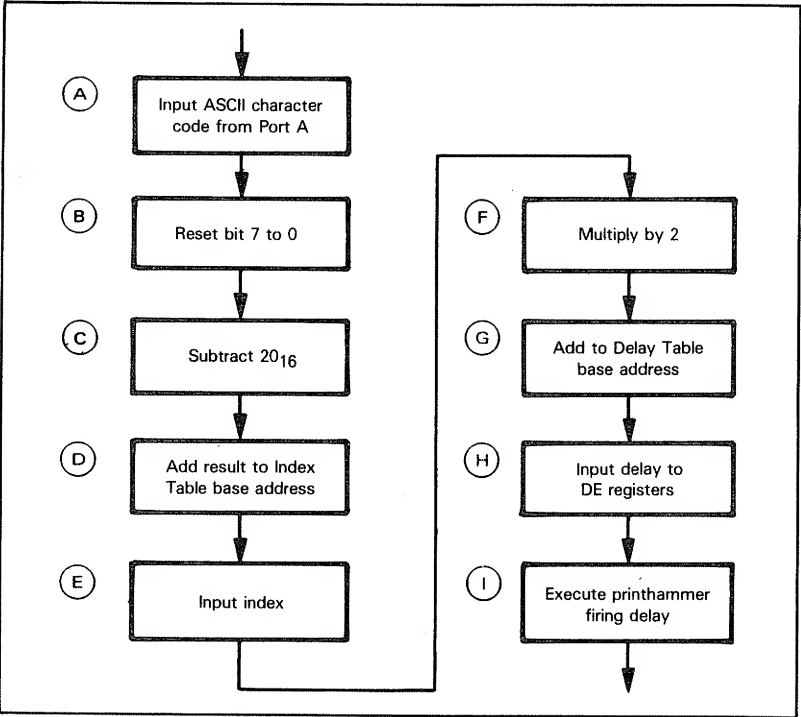 A
Input ASCII character
code from Port A
B
Reset bit 7 to 0
C
Subtract 20₁₆
D
Add result to Index
Table base address
E
Input index
F
Multiply by 2
G
Add to Delay Table
base address
H
Input delay to
DE registers
I
Execute printhammer
firing delay